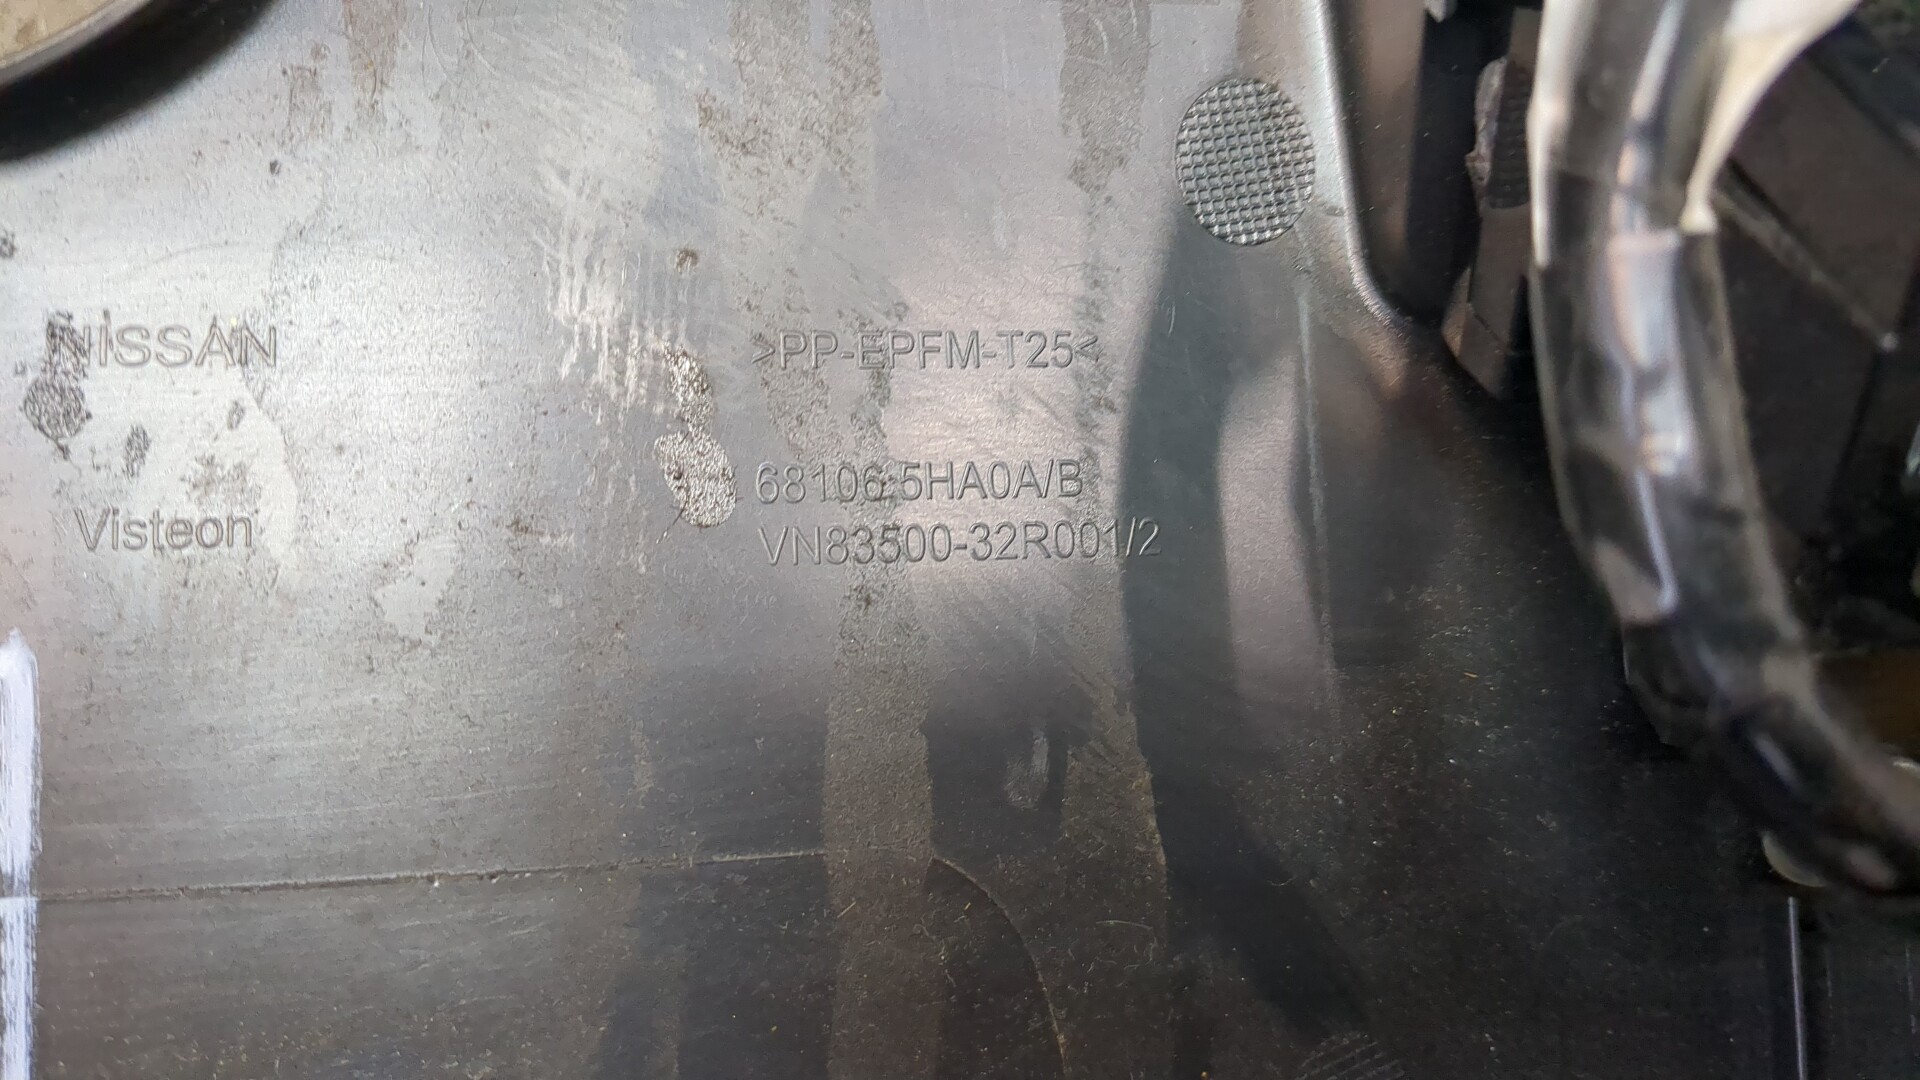 NISSAN
>PP-EPFM-T25<
68106 5HA0A/B
Visteon
VN83500-32R001/2